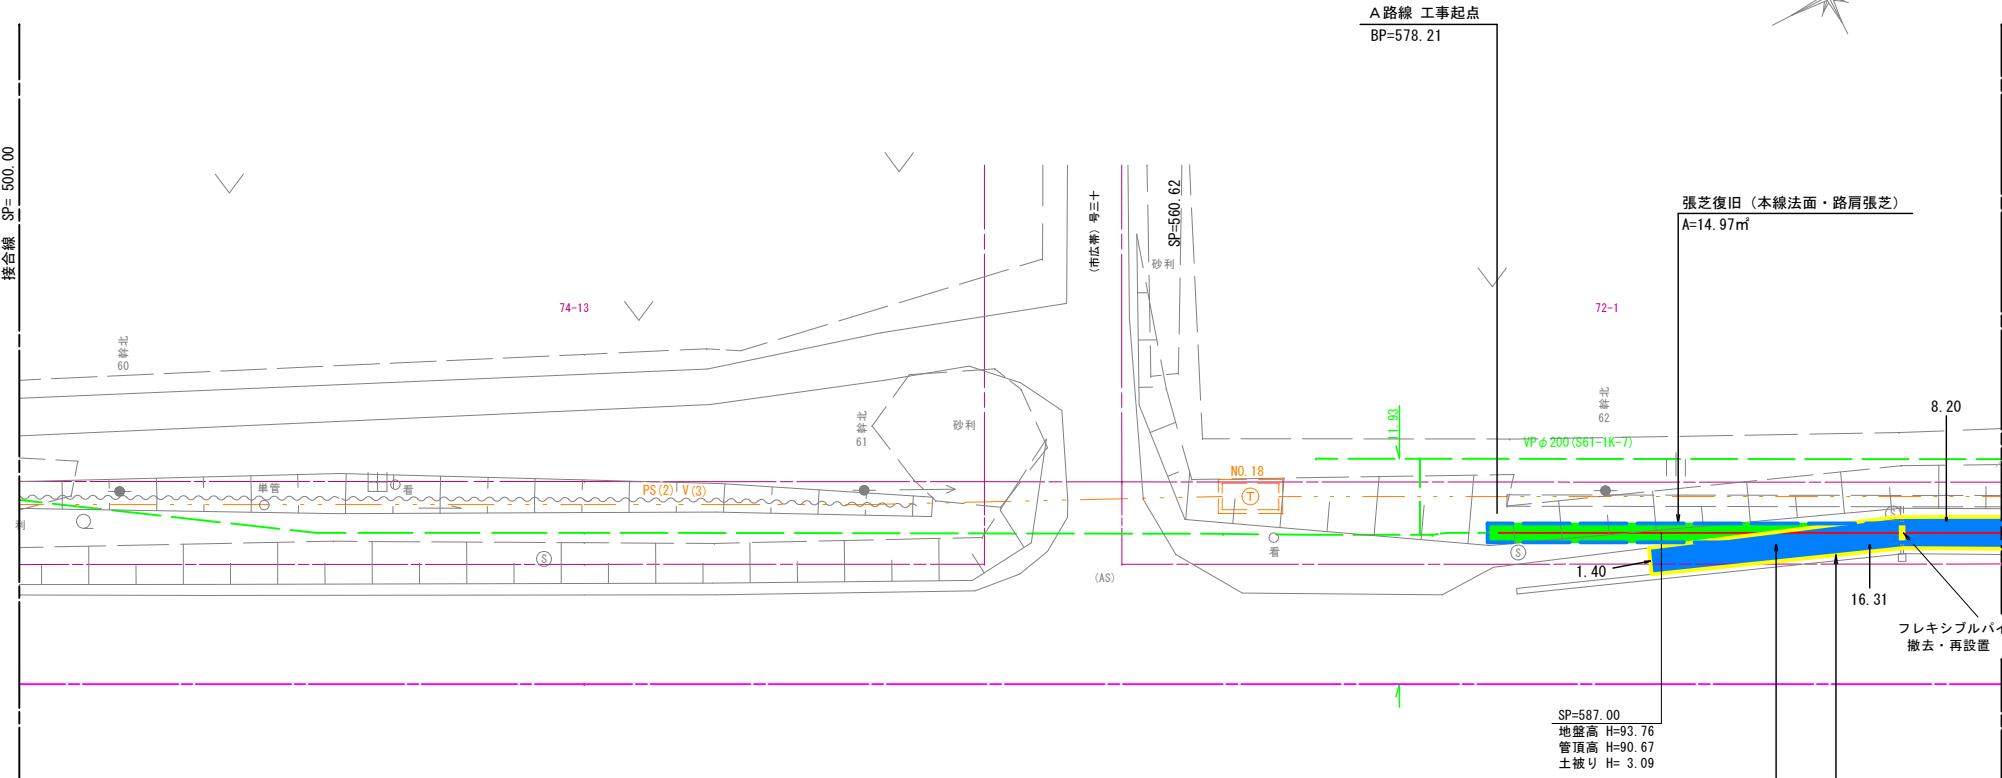 A路線 工事起点
BP=578.21
接合線 SP= 500.00
(市広帯) 号三十
SP=560.62
砂利
張芝復旧（本線法面・路肩張芝）
A=14.97㎡
74-13
72-1
幹北
60
幹北
61
幹北
62
砂利
11.93
8.20
VPφ200(S61-1K-7)
NO.18
T
単管
看
PS(2) V(3)
利
S
看
S
(AS)
1.40
16.31
フレキシブルパイ
撤去・再設置
SP=587.00
地盤高 H=93.76
管頂高 H=90.67
土被り H= 3.09